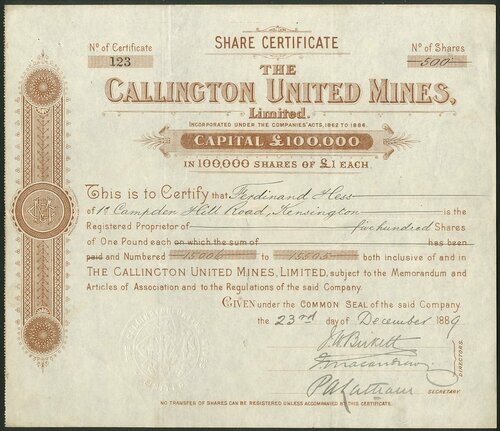 Nº of Certificate
123
SHARE CERTIFICATE
Nº of Shares
500
THE
CALLINGTON UNITED MINES,
Limited.
INCORPORATED UNDER THE COMPANIES' ACTS, 1862 TO 1886.
CAPITAL £100,000
IN 100,000 SHARES OF £1 EACH.
This is to Certify that Ferdinand Hess
of 1a Campden Hill Road, Kensington is the
Registered Proprietor of five hundred Shares
of One Pound each on which the sum of has been
paid and Numbered 15006 to 15505 both inclusive of and in
THE CALLINGTON UNITED MINES, LIMITED, subject to the Memorandum and
Articles of Association and to the Regulations of the said Company.
GIVEN under the COMMON SEAL of the said Company.
the 23rd day of December 1889
J. W. Birkett
DIRECTORS.
SECRETARY.
NO TRANSFER OF SHARES CAN BE REGISTERED UNLESS ACCOMPANIED BY THIS CERTIFICATE.